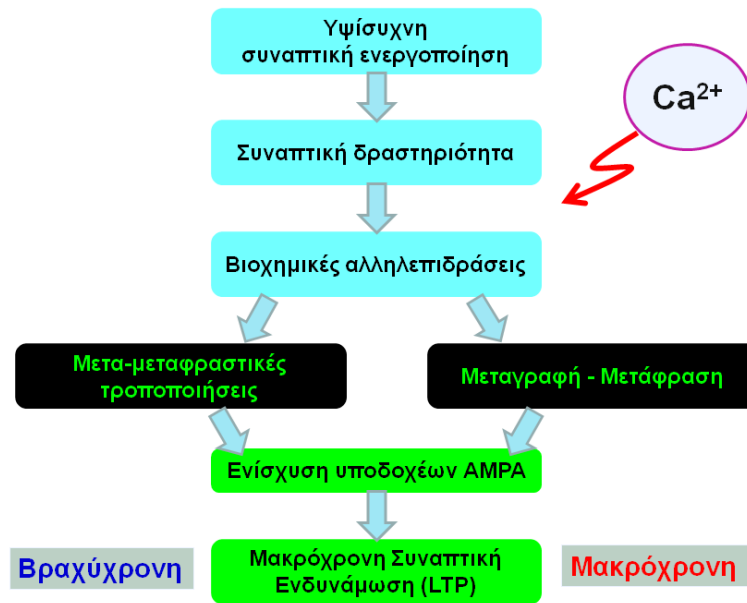 Υψίσυχνη
συναπτική ενεργοποίηση
Ca²⁺
Συναπτική δραστηριότητα
Βιοχημικές αλληλεπιδράσεις
Μετα-μεταφραστικές
τροποποιήσεις
Μεταγραφή - Μετάφραση
Ενίσχυση υποδοχέων AMPA
Βραχύχρονη
Μακρόχρονη Συναπτική
Ενδυνάμωση (LTP)
Μακρόχρονη